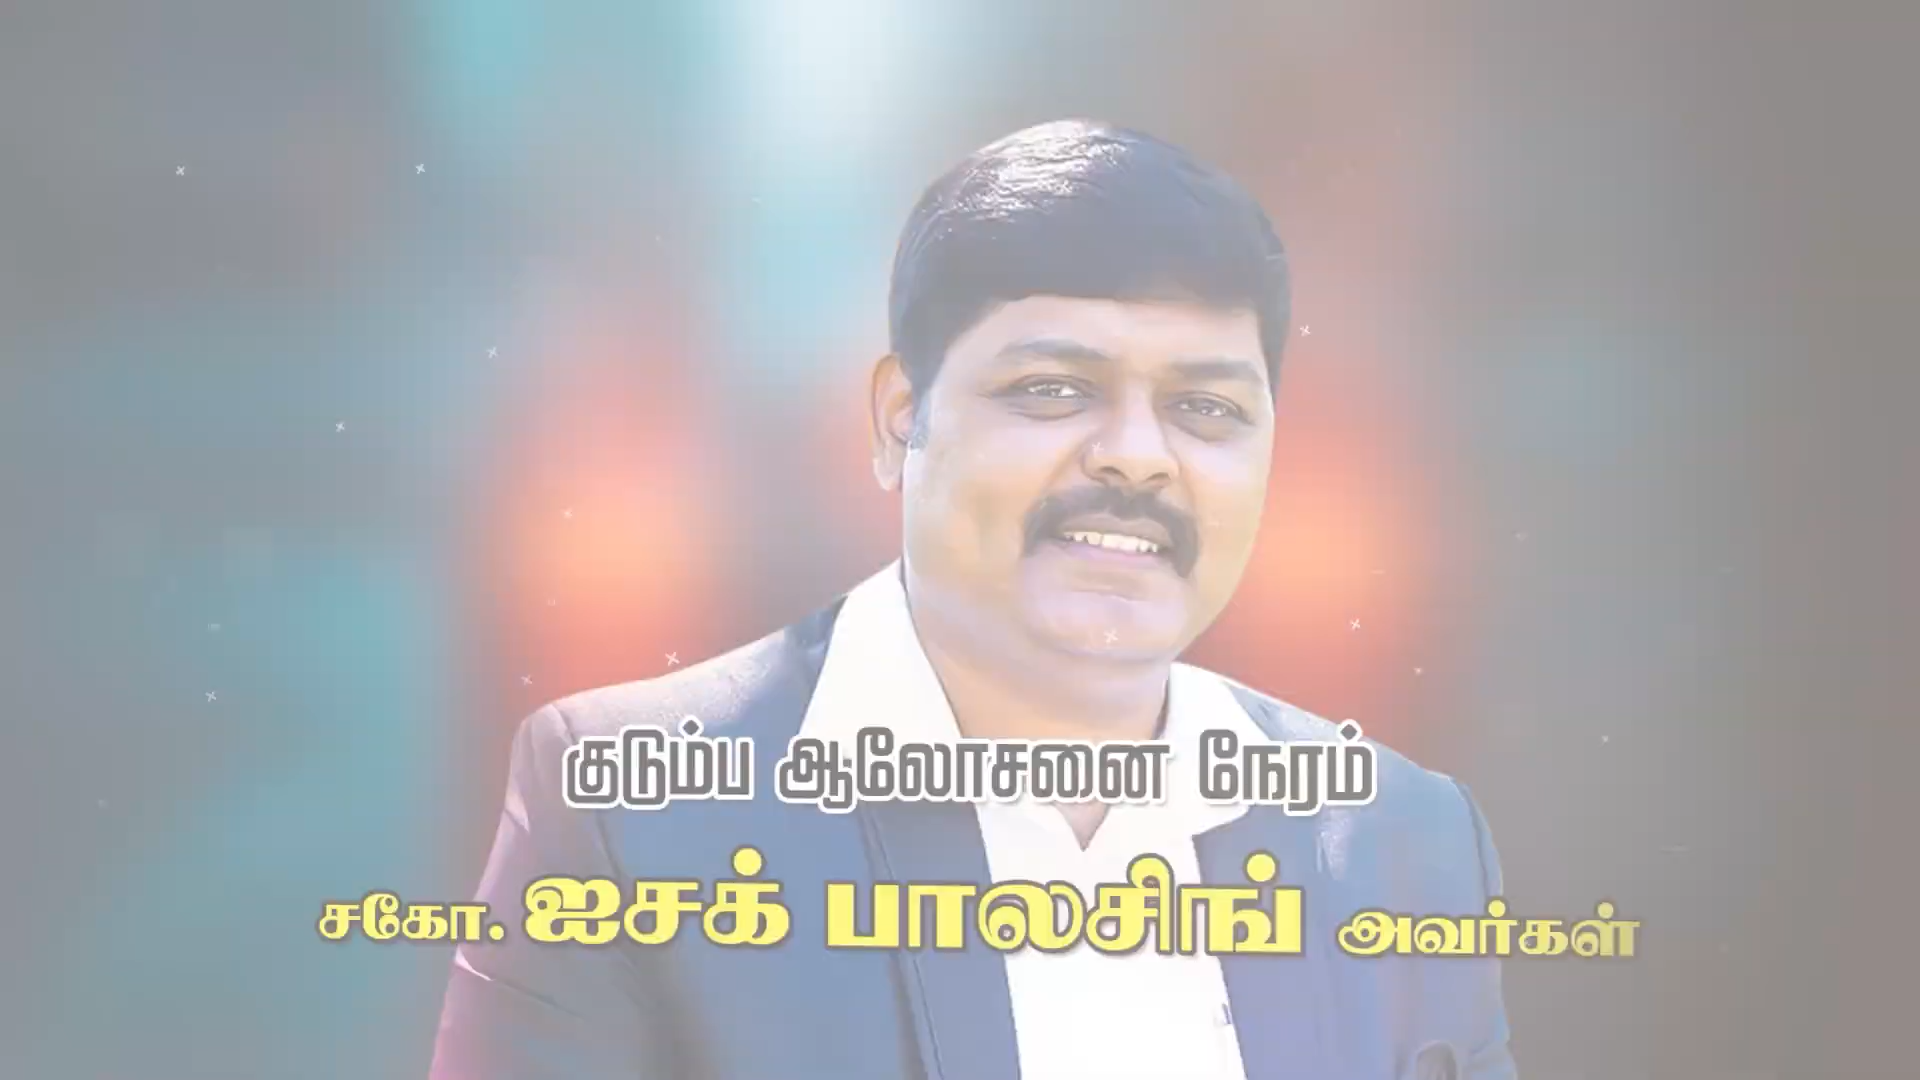 குடும்ப ஆலோசனை நேரம்
சகோ. ஐசக் பாலசிங் அவர்கள்